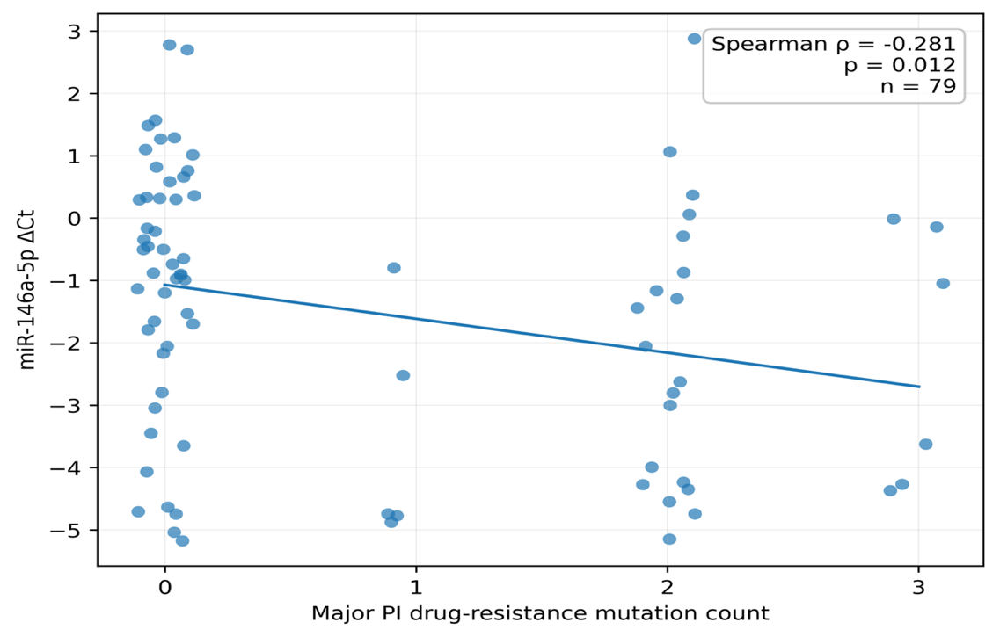 3
2
1
0
−1
−2
−3
−4
−5
miR-146a-5p ΔCt
Spearman ρ = -0.281
p = 0.012
n = 79
0 1 2 3
Major PI drug-resistance mutation count